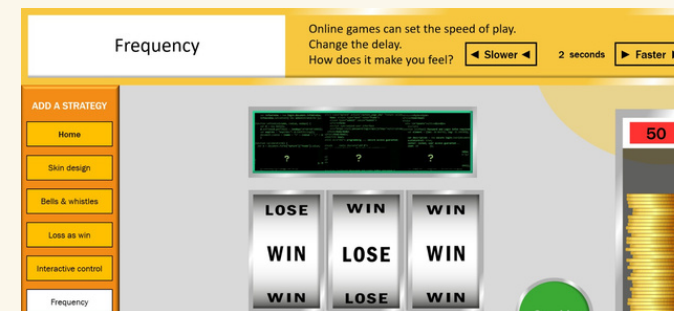 Frequency
Online games can set the speed of play.
Change the delay.
How does it make you feel?
◄ Slower ◄
2 seconds
► Faster
ADD A STRATEGY
Home
Skin design
Bells & whistles
Loss as win
Interactive control
Frequency
50
? ? ?
LOSE WIN WIN
WIN LOSE WIN
WIN LOSE WIN